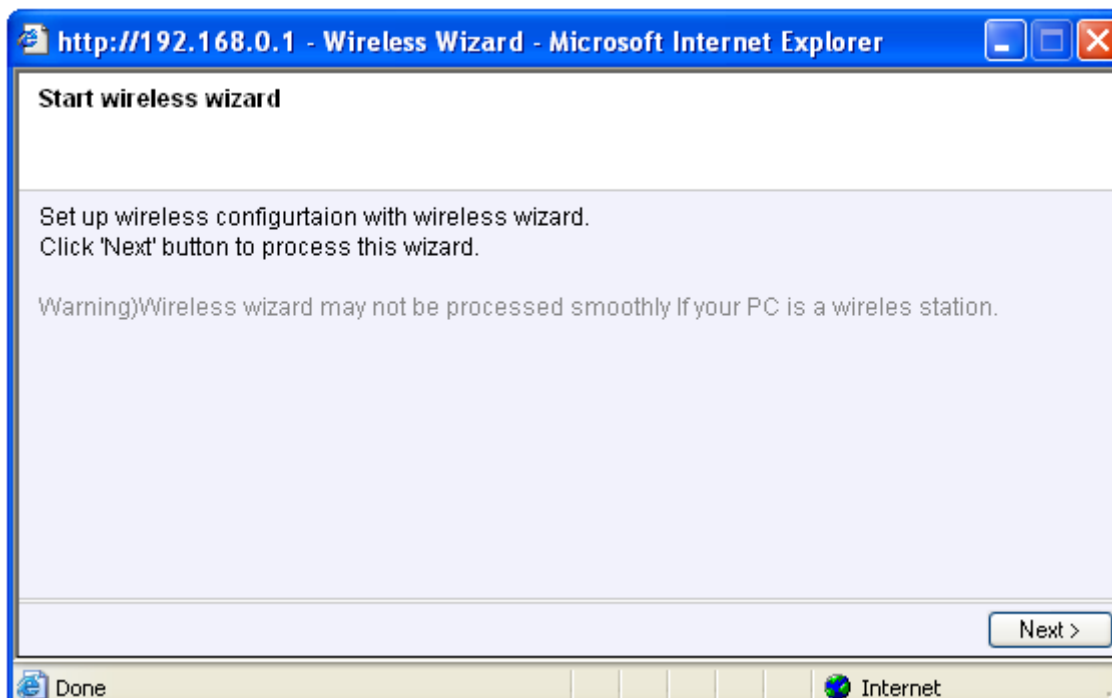 http://192.168.0.1 - Wireless Wizard - Microsoft Internet Explorer
Start wireless wizard
Set up wireless configurtaion with wireless wizard.
Click 'Next' button to process this wizard.
Warning)Wireless wizard may not be processed smoothly If your PC is a wireles station.
Next >
Done
Internet